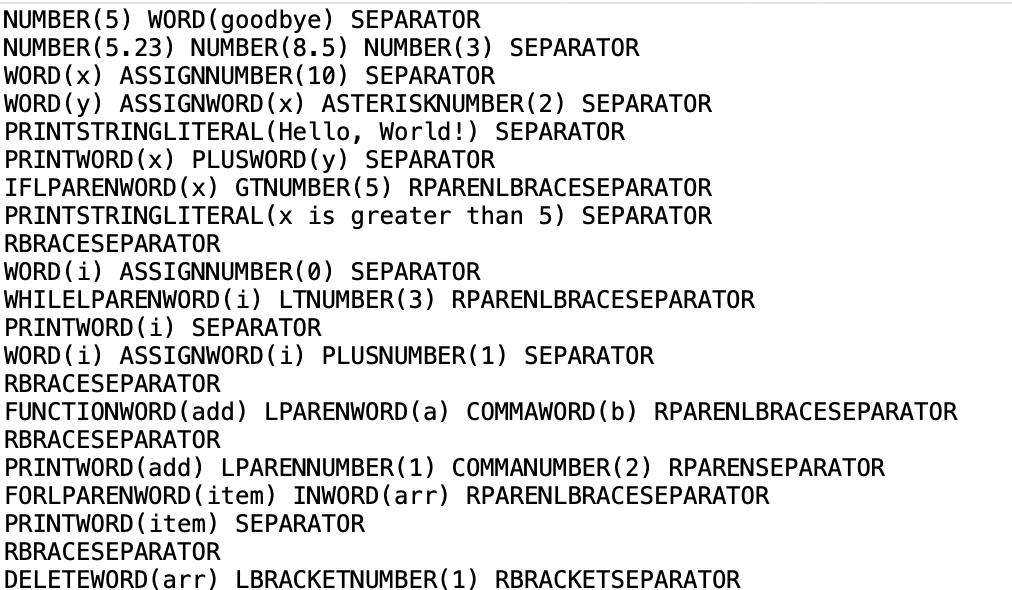 NUMBER(5) WORD(goodbye) SEPARATOR
NUMBER(5.23) NUMBER(8.5) NUMBER(3) SEPARATOR
WORD(x) ASSIGNNUMBER(10) SEPARATOR
WORD(y) ASSIGNWORD(x) ASTERISKNUMBER(2) SEPARATOR
PRINTSTRINGLITERAL(Hello, World!) SEPARATOR
PRINTWORD(x) PLUSWORD(y) SEPARATOR
IFLPARENWORD(x) GTNUMBER(5) RPARENLBRACESEPARATOR
PRINTSTRINGLITERAL(x is greater than 5) SEPARATOR
RBRACESEPARATOR
WORD(i) ASSIGNNUMBER(0) SEPARATOR
WHILELPARENWORD(i) LTNUMBER(3) RPARENLBRACESEPARATOR
PRINTWORD(i) SEPARATOR
WORD(i) ASSIGNWORD(i) PLUSNUMBER(1) SEPARATOR
RBRACESEPARATOR
FUNCTIONWORD(add) LPARENWORD(a) COMMAWORD(b) RPARENLBRACESEPARATOR
RBRACESEPARATOR
PRINTWORD(add) LPARENNUMBER(1) COMMANUMBER(2) RPARENSEPARATOR
FORLPARENWORD(item) INWORD(arr) RPARENLBRACESEPARATOR
PRINTWORD(item) SEPARATOR
RBRACESEPARATOR
DELETEWORD(arr) LBRACKETNUMBER(1) RBRACKETSEPARATOR